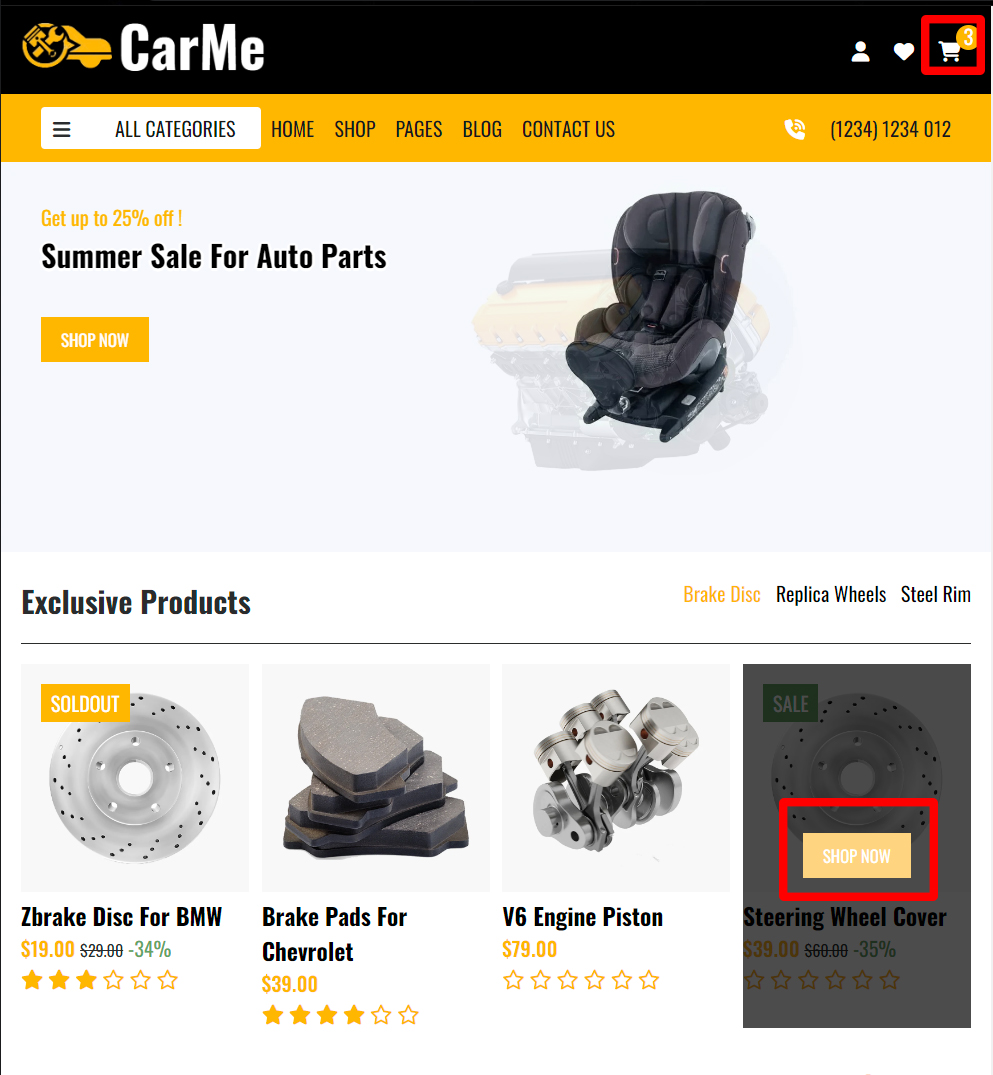 CarMe
3
ALL CATEGORIES HOME SHOP PAGES BLOG CONTACT US (1234) 1234 012
Get up to 25% off !
Summer Sale For Auto Parts
SHOP NOW
Exclusive Products
Brake Disc Replica Wheels Steel Rim
SOLDOUT
Zbrake Disc For BMW
$19.00 $29.00 -34%
Brake Pads For
Chevrolet
$39.00
V6 Engine Piston
$79.00
SALE
SHOP NOW
Steering Wheel Cover
$39.00 $60.00 -35%